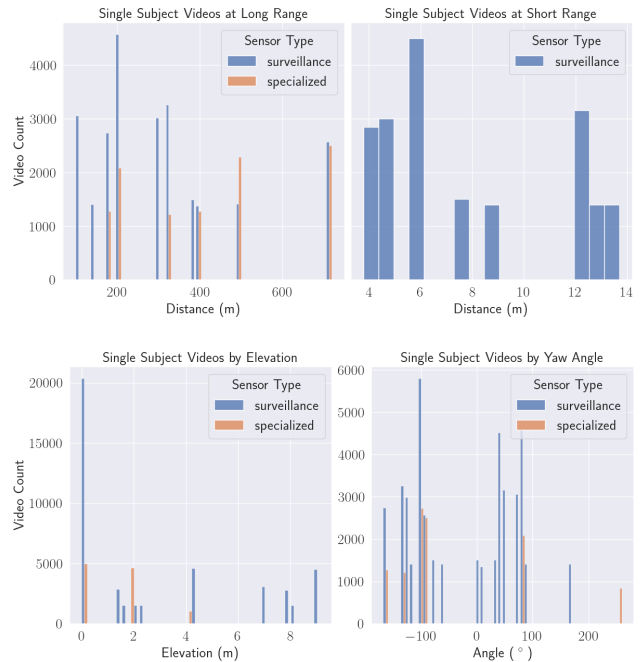 Single Subject Videos at Long Range
Sensor Type
surveillance
specialized
Video Count
4000
3000
2000
1000
0
200 400 600
Distance (m)
Single Subject Videos at Short Range
Sensor Type
surveillance
4 6 8 10 12 14
Distance (m)
Single Subject Videos by Elevation
Sensor Type
surveillance
specialized
Video Count
20000
15000
10000
5000
0
0 2 4 6 8
Elevation (m)
Single Subject Videos by Yaw Angle
Sensor Type
surveillance
specialized
6000
5000
4000
3000
2000
1000
0
−100 0 100 200
Angle ( ° )